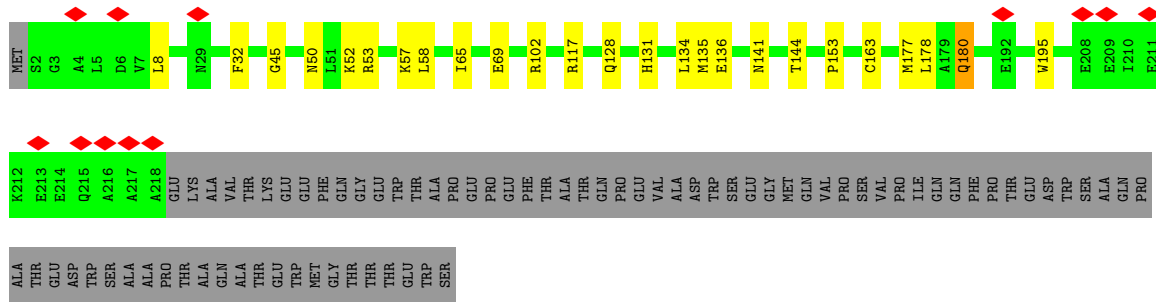 MET S2 G3 A4 L5 D6 V7 L8 N29 F32 G45 N50 L51 K52 R53 K57 L58 I65 E69 R102 R117 Q128 H131 L134 M135 E136 N141 T144 P153 C163 M177 L178 A179 Q180 E192 W195 E208 E209 I210 E211
K212 E213 E214 Q215 A216 A217 A218 GLU LYS ALA VAL THR LYS GLU GLU PHE GLN GLY GLU TRP THR ALA PRO GLU PRO GLU PHE THR ALA THR GLN PRO GLU VAL ALA ASP TRP SER GLU GLY MET GLN VAL PRO SER VAL PRO ILE GLN GLN PHE PRO THR GLU ASP TRP SER ALA GLN PRO
ALA THR GLU ASP TRP SER ALA ALA PRO THR ALA GLN ALA THR GLU TRP MET GLY THR THR THR GLU TRP SER